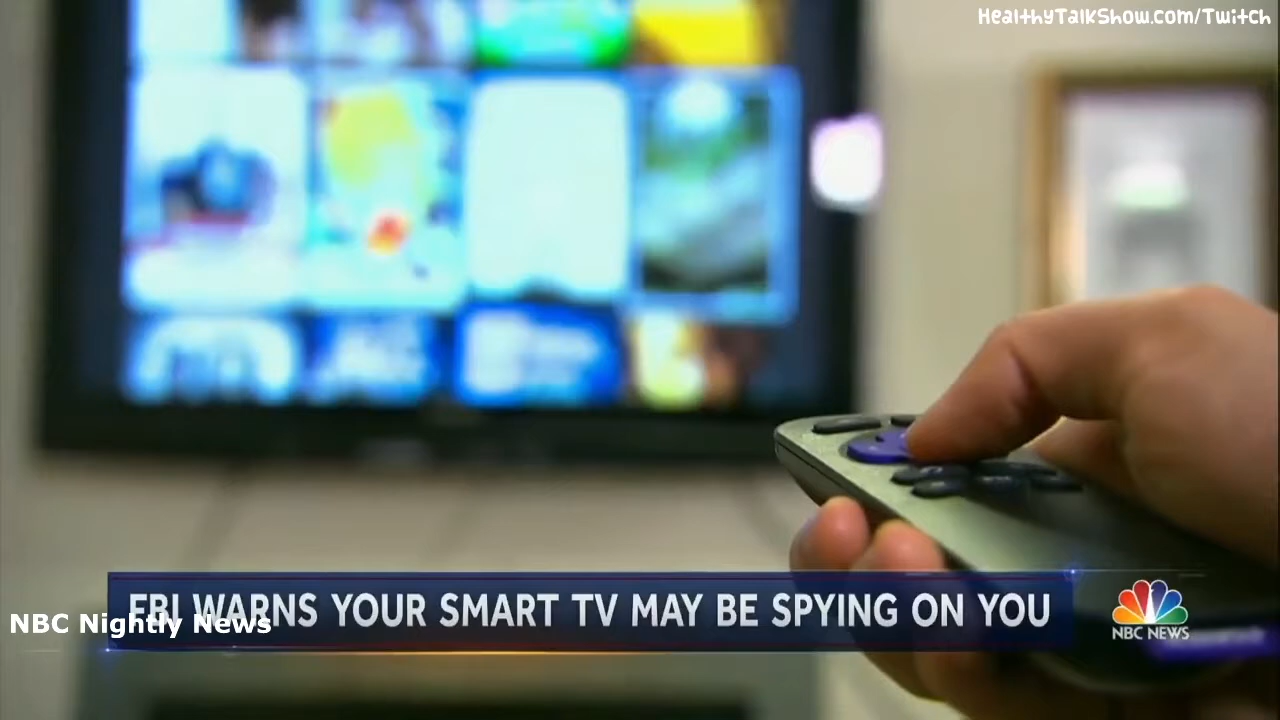 HealthyTalkShow.com/Twitch
FBI WARNS YOUR SMART TV MAY BE SPYING ON YOU
NBC Nightly News
NBC NEWS